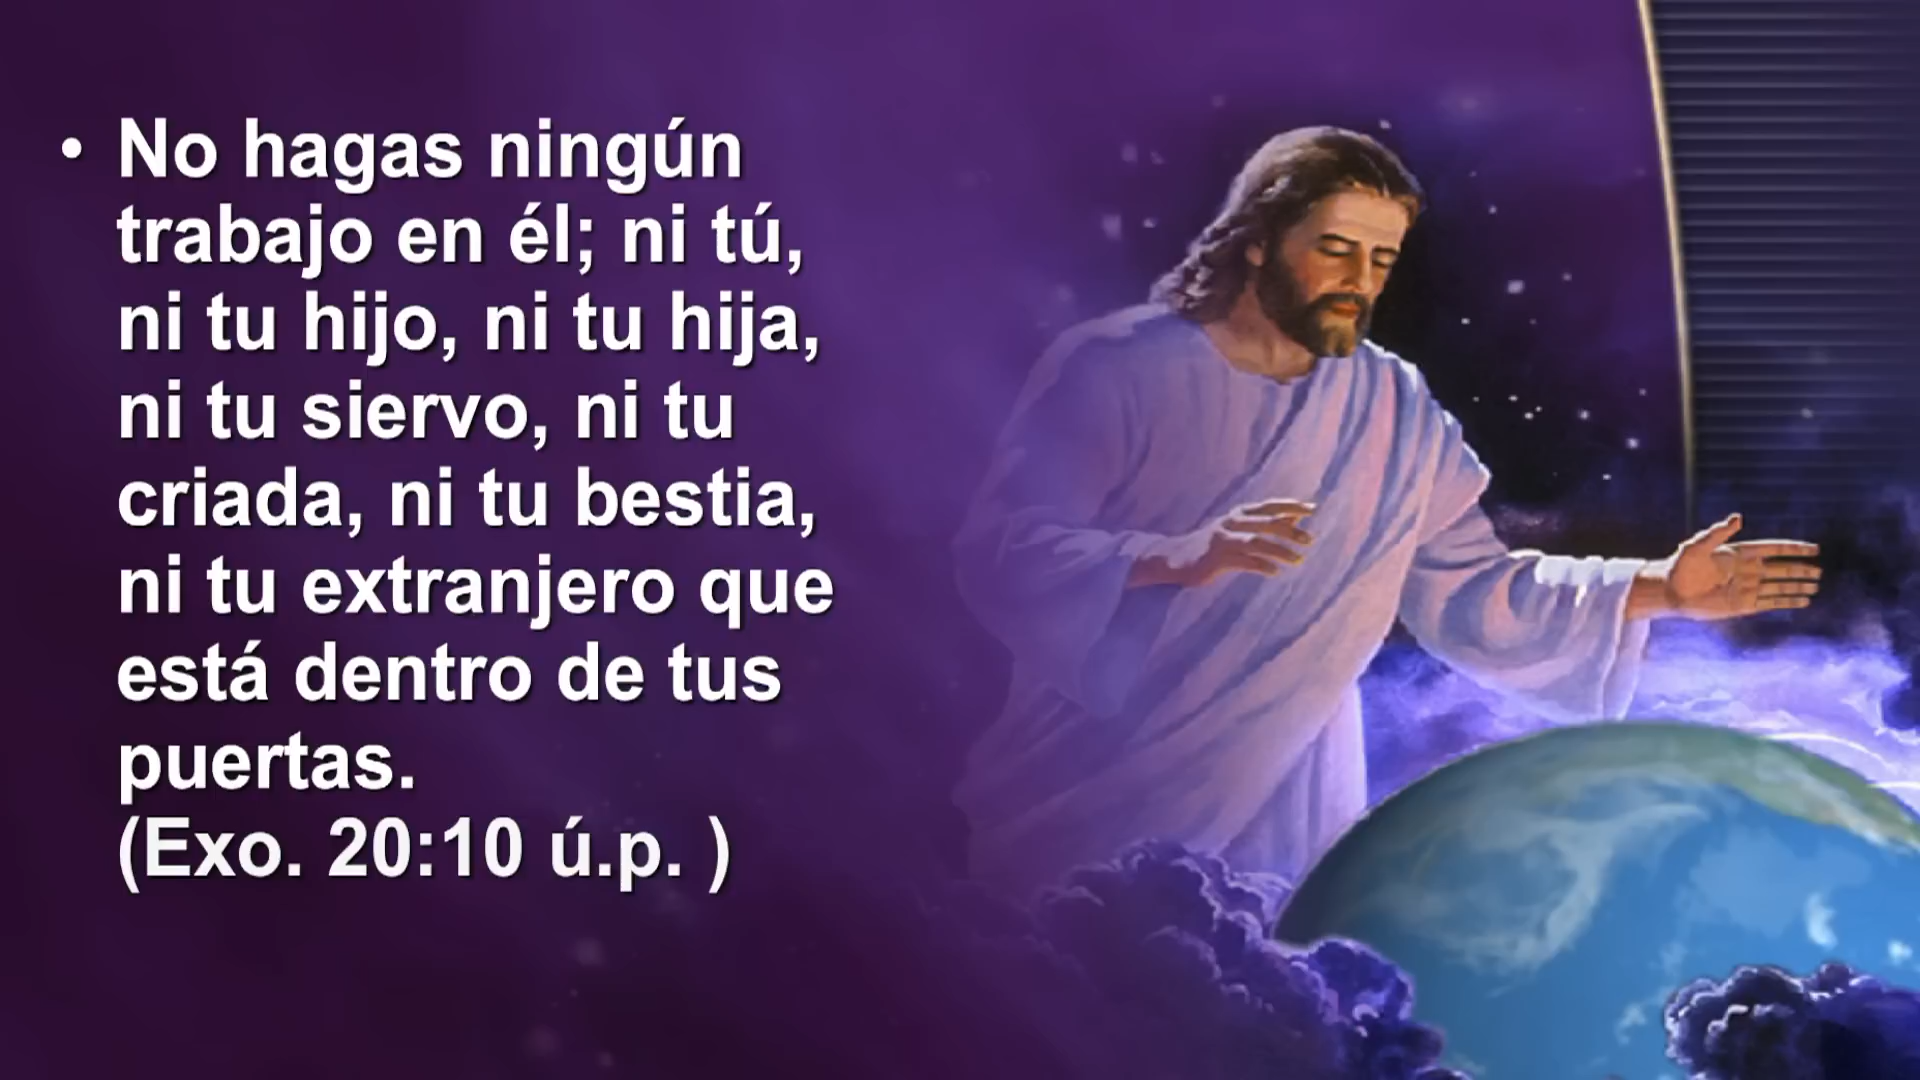 • No hagas ningún
trabajo en él; ni tú,
ni tu hijo, ni tu hija,
ni tu siervo, ni tu
criada, ni tu bestia,
ni tu extranjero que
está dentro de tus
puertas.
(Exo. 20:10 ú.p. )